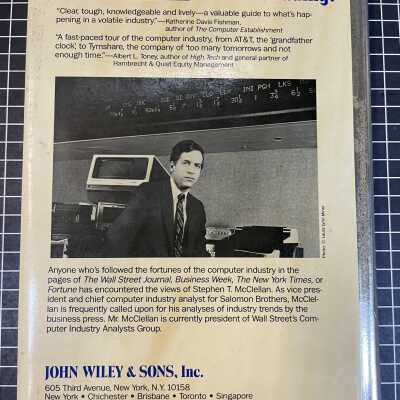 "Clear, tough, knowledgeable and lively—a valuable guide to what's hap-
pening in a volatile industry."—Katherine Davis Fishman,
author of The Computer Establishment
"A fast-paced tour of the computer industry, from AT&T, the 'grandfather
clock,' to Tymshare, the company of 'too many tomorrows and not
enough time.'"—Albert L. Toney, author of High Tech and general partner of
Hambrecht & Quist Equity Management
INI PGH LKS
Anyone who's followed the fortunes of the computer industry in the
pages of The Wall Street Journal, Business Week, The New York Times, or
Fortune has encountered the views of Stephen T. McClellan. As vice pres-
ident and chief computer industry analyst for Salomon Brothers, McClel-
lan is frequently called upon for his analyses of industry trends by the
business press. Mr. McClellan is currently president of Wall Street's Com-
puter Industry Analysts Group.
JOHN WILEY & SONS, Inc.
605 Third Avenue, New York, N.Y. 10158
New York • Chichester • Brisbane • Toronto • Singapore